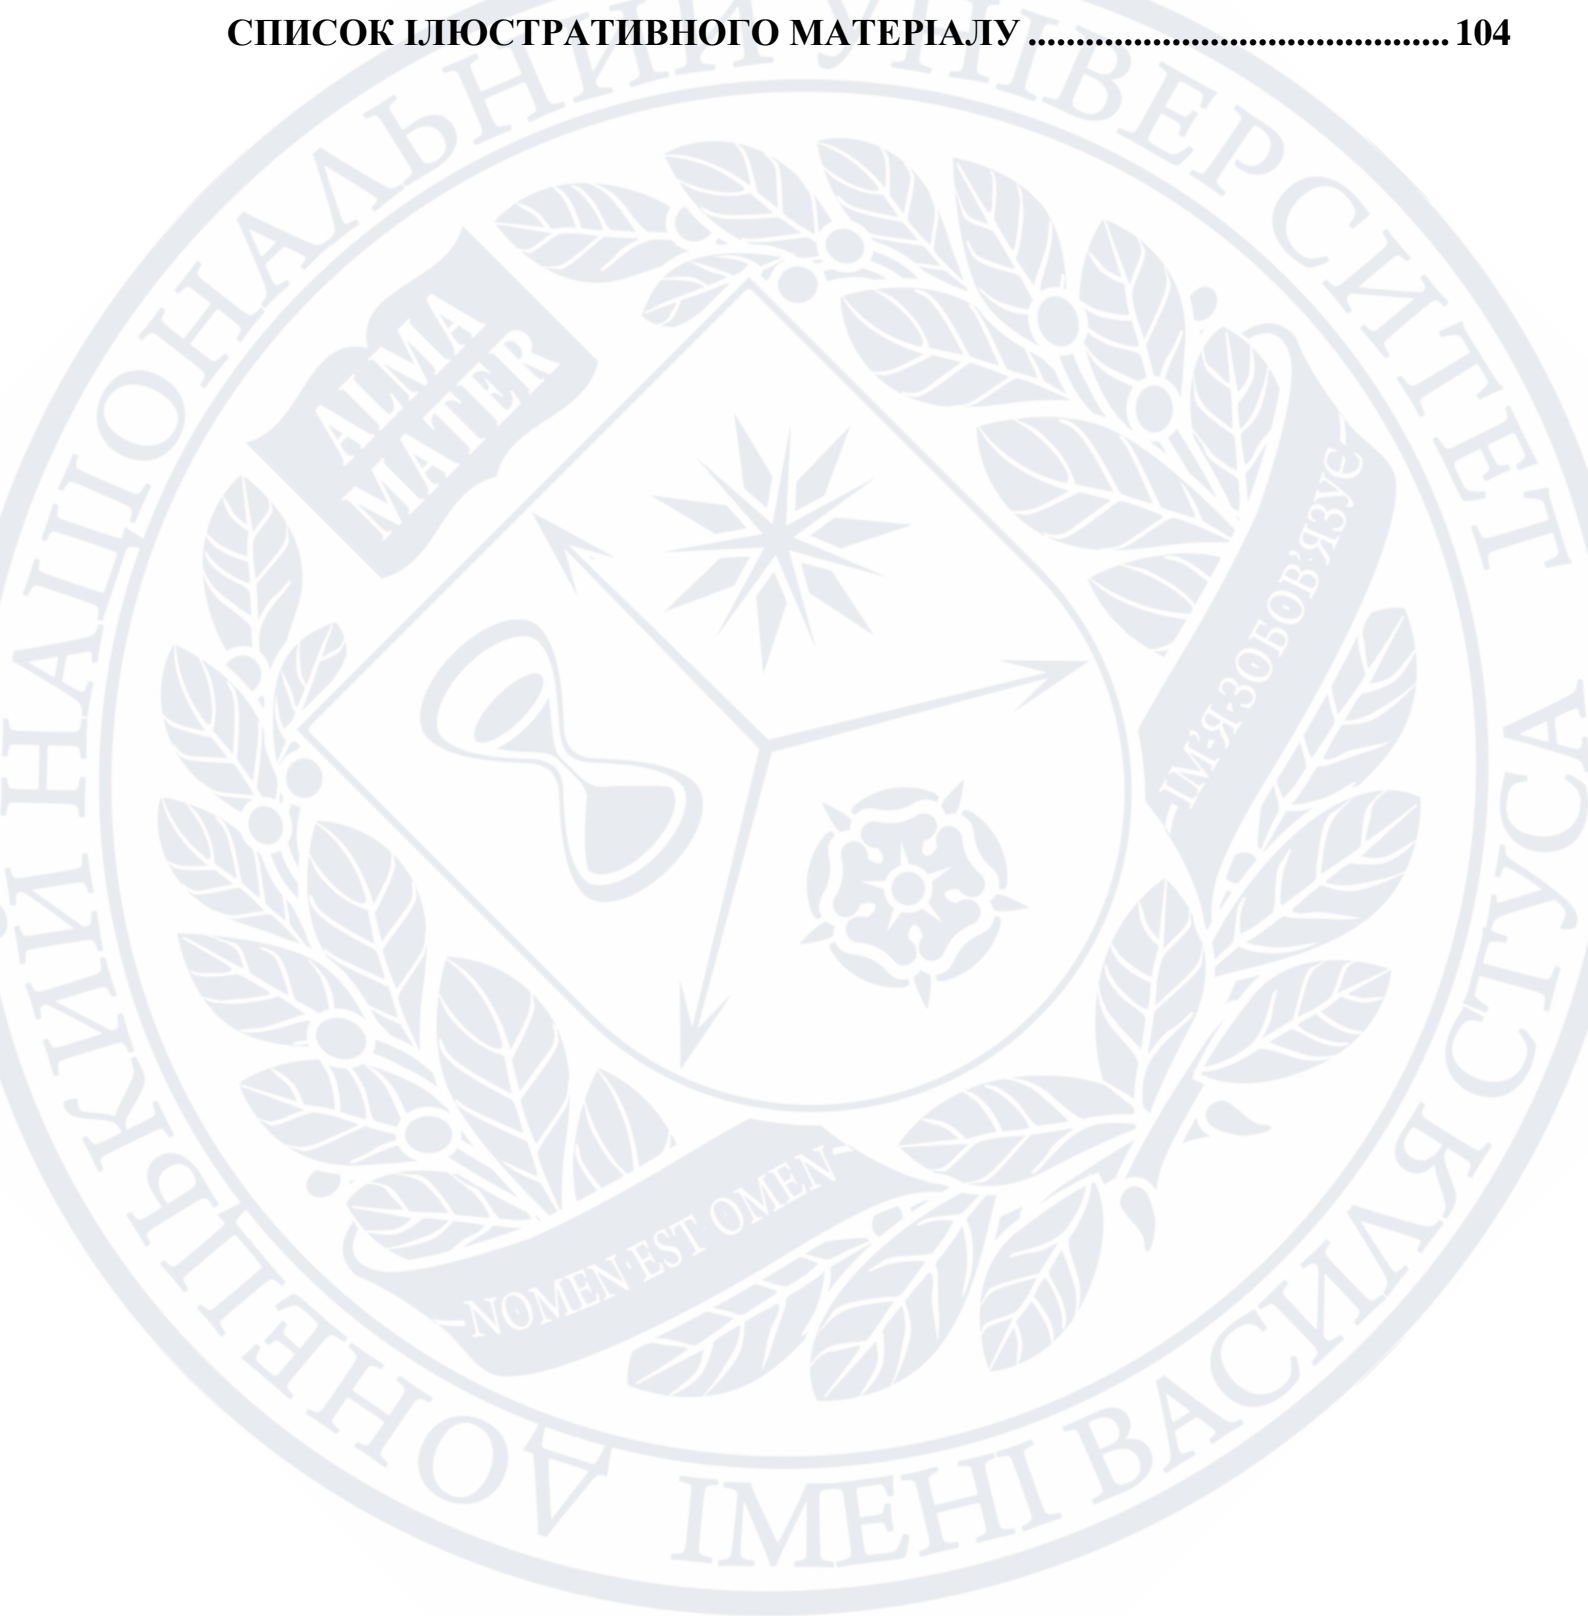 СПИСОК ІЛЮСТРАТИВНОГО МАТЕРІАЛУ ............................................. 104
ДОНЕЦЬКИЙ НАЦІОНАЛЬНИЙ УНІВЕРСИТЕТ
ІМЕНІ ВАСИЛЯ СТУСА
ALMA
MATER
ІМ'Я·ЗОБОВ'ЯЗУЄ
NOMEN·EST·OMEN